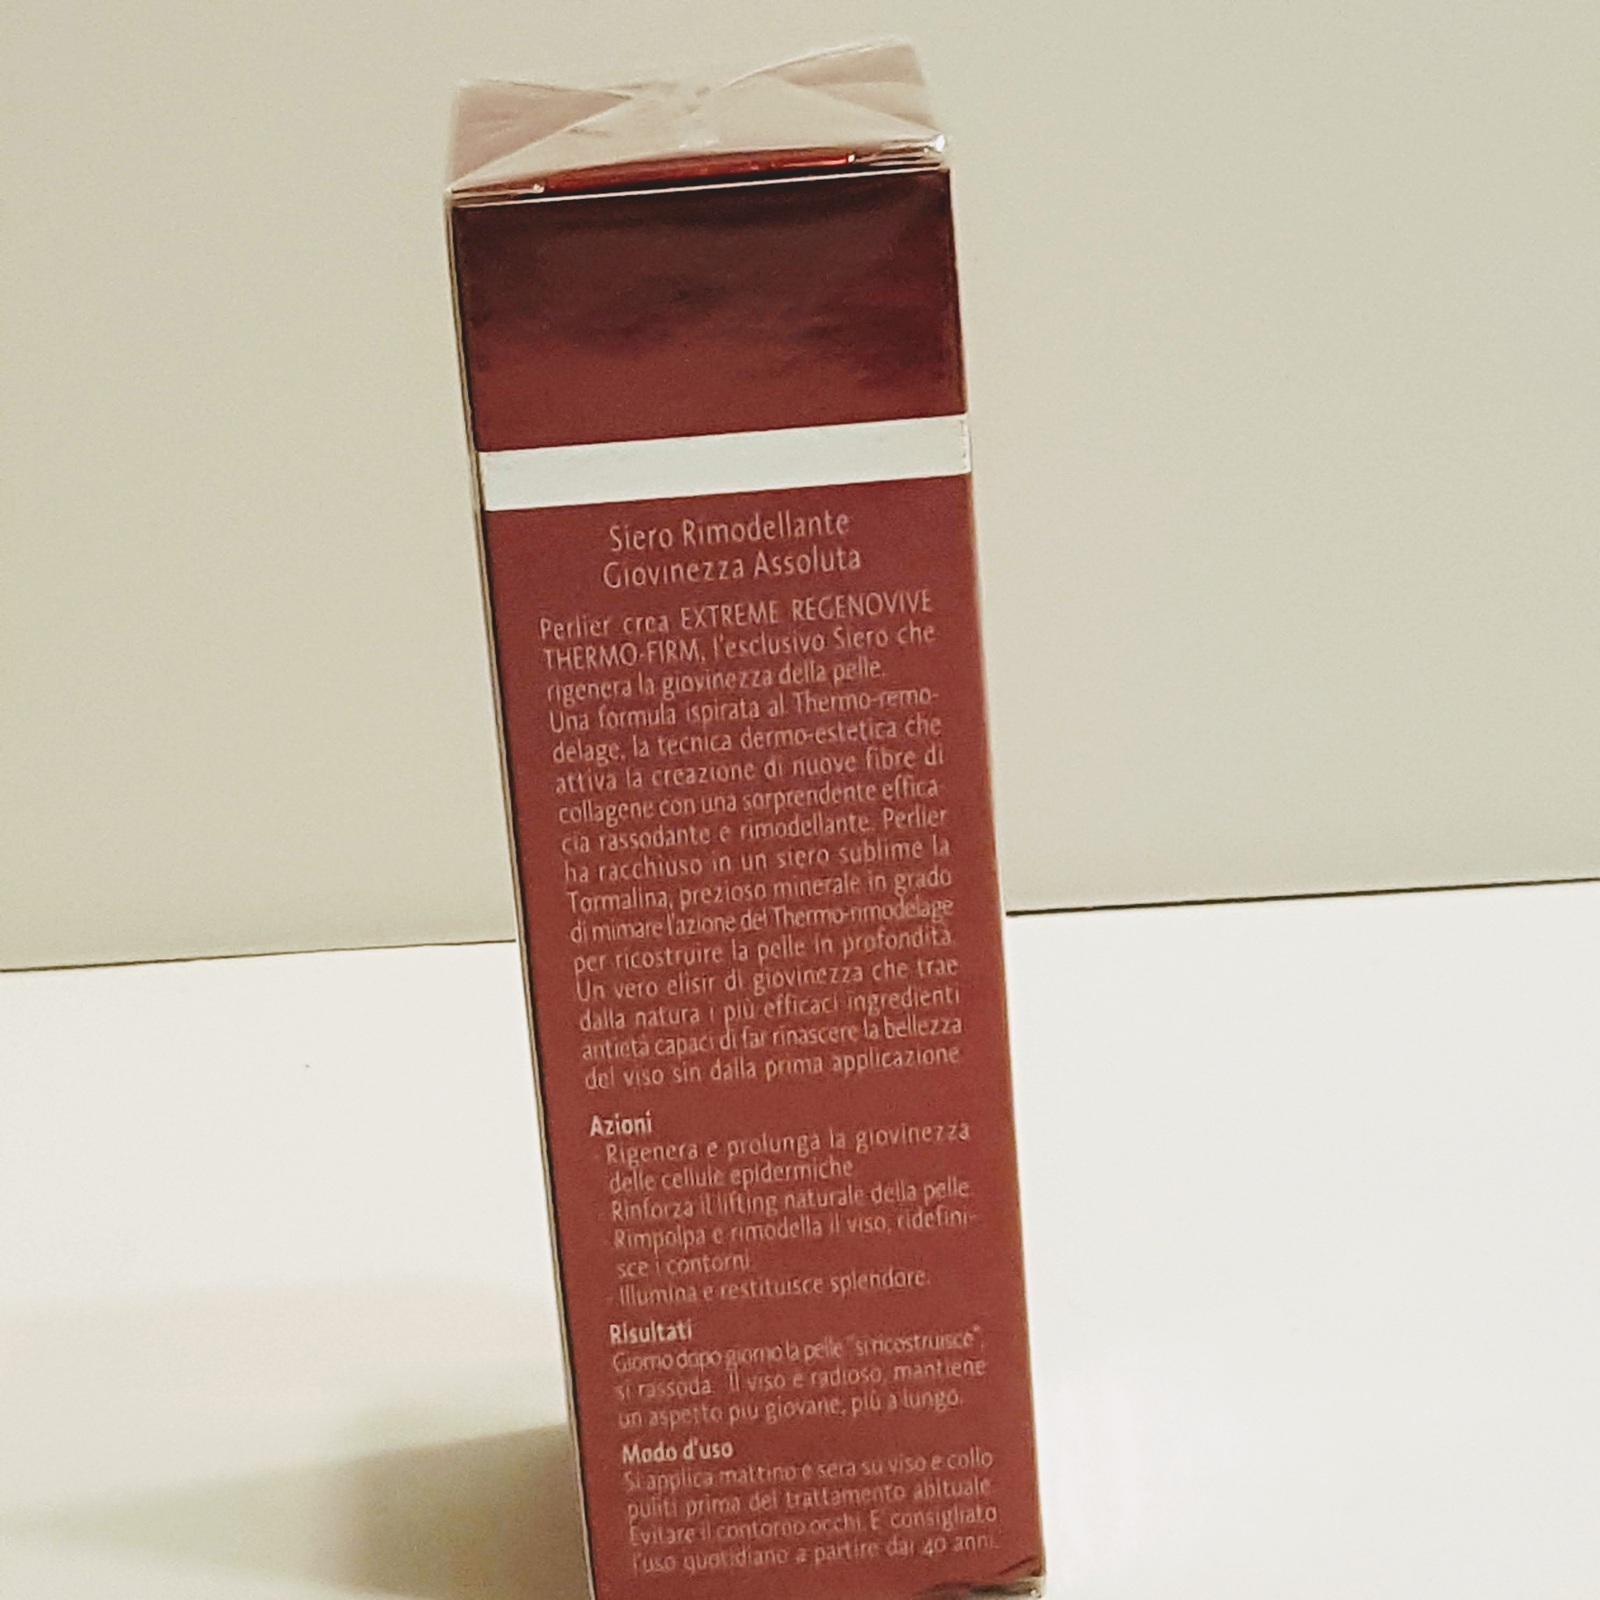 Siero Rimodellante
Giovinezza Assoluta
Perlier crea EXTREME REGENOVIVE
THERMO-FIRM, l'esclusivo Siero che
rigenera la giovinezza della pelle.
Una formula ispirata al Thermo-remo-
delage, la tecnica dermo-estetica che
attiva la creazione di nuove fibre di
collagene con una sorprendente effica
cia rassodante e rimodellante. Perlier
ha racchiuso in un siero sublime la
Tormalina, prezioso minerale in grado
di mimare l'azione del Thermo-rimodelage
per ricostruire la pelle in profondità.
Un vero elisir di giovinezza che trae
dalla natura i più efficaci ingredienti
antietà capaci di far rinascere la bellezza
del viso sin dalla prima applicazione
Azioni
- Rigenera e prolunga la giovinezza
delle cellule epidermiche
- Rinforza il lifting naturale della pelle
- Rimpolpa e rimodella il viso, ridefini-
sce i contorni
- Illumina e restituisce splendore.
Risultati
Giorno dopo giorno la pelle "si ricostruisce",
si rassoda. Il viso è radioso, mantiene
un aspetto più giovane, più a lungo.
Modo d'uso
Si applica mattino e sera su viso e collo
puliti prima del trattamento abituale
Evitare il contorno occhi. E' consigliato
l'uso quotidiano a partire dai 40 anni.